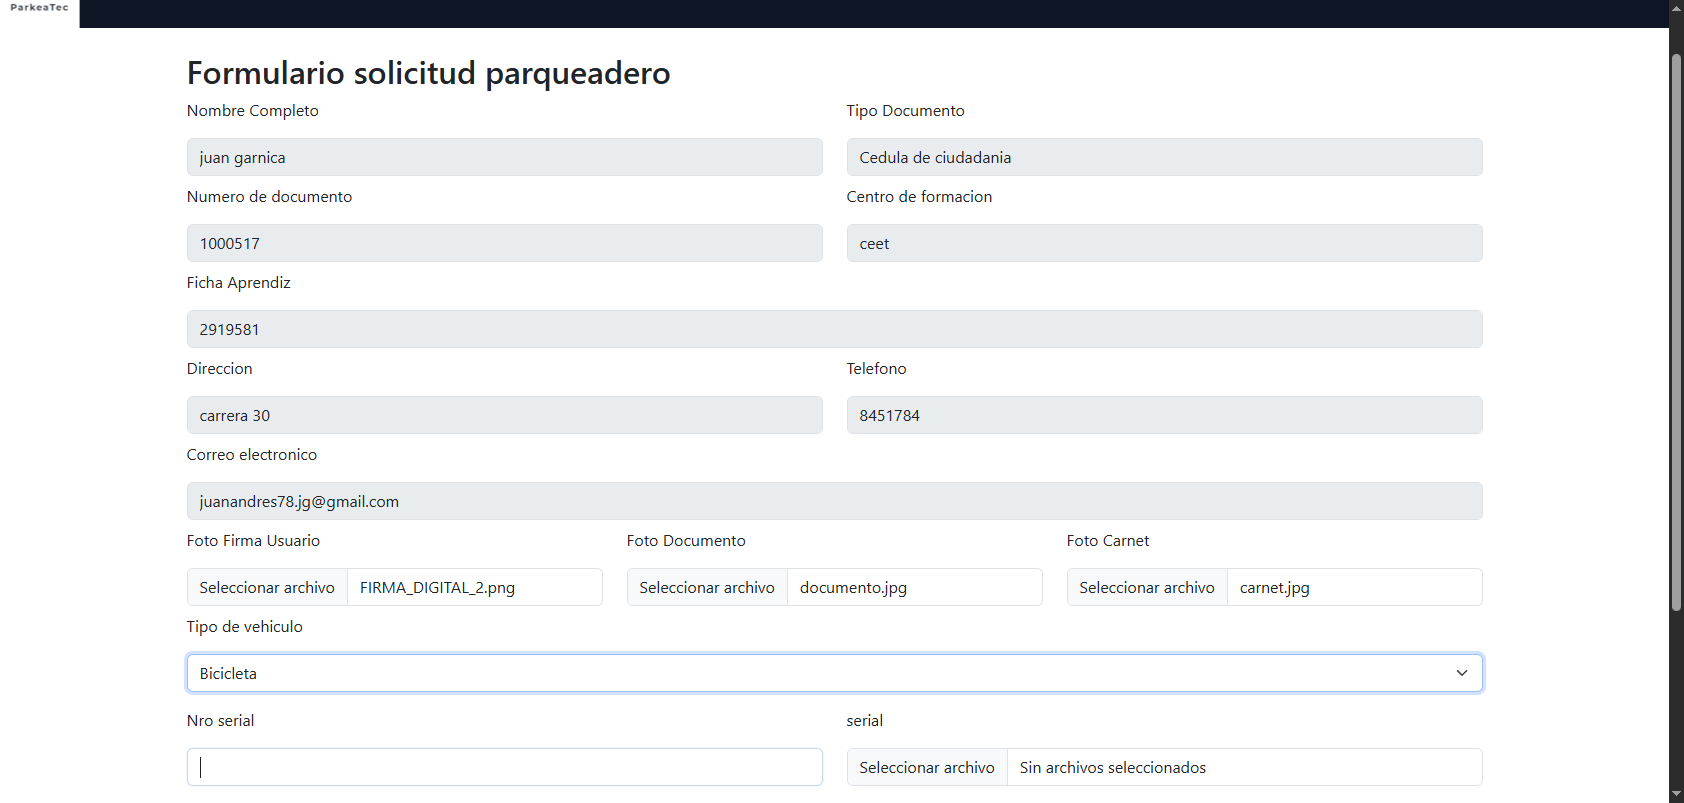 ParkeaTec
Formulario solicitud parqueadero
Nombre Completo
Tipo Documento
juan garnica
Cedula de ciudadania
Numero de documento
Centro de formacion
1000517
ceet
Ficha Aprendiz
2919581
Direccion
Telefono
carrera 30
8451784
Correo electronico
juanandres78.jg@gmail.com
Foto Firma Usuario
Foto Documento
Foto Carnet
Seleccionar archivo FIRMA_DIGITAL_2.png
Seleccionar archivo documento.jpg
Seleccionar archivo carnet.jpg
Tipo de vehiculo
Bicicleta
Nro serial
serial
Seleccionar archivo Sin archivos seleccionados